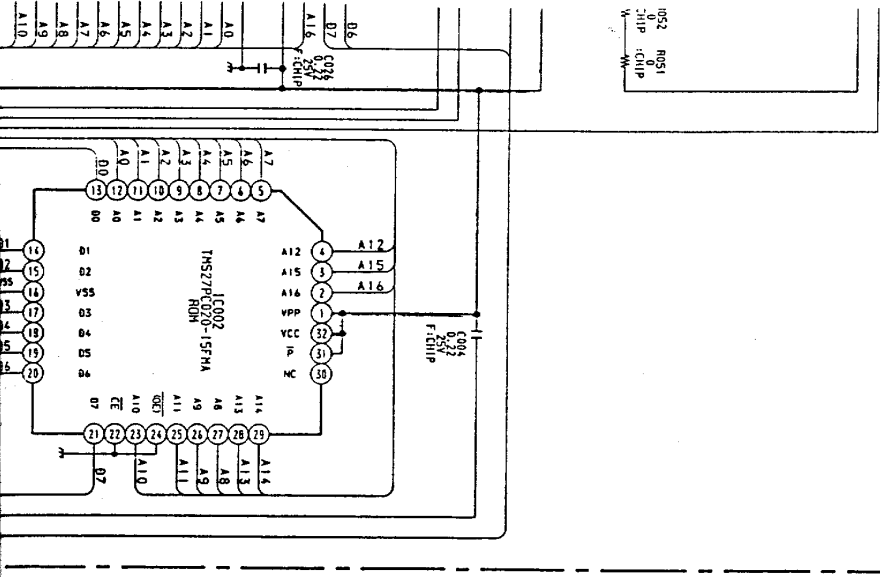 A10
A9
A8
A7
A6
A5
A4
A3
A2
A1
A0
A16
D7
D6
C026
0.22
25V
F:CHIP
0
R051
0
:CHIP
D0
A0
A1
A2
A3
A4
A5
A6
A7
13 12 11 10 9 8 7 6 5
D0 A0 A1 A2 A3 A4 A5 A6 A7
14 D1
15 D2
16 VSS
17 D3
18 D4
19 D5
20 D6
IC002
TMS27PC020-15FMA
ROM
A12 4 A12
A15 3 A15
A16 2 A16
VPP 1
VCC 32
P 31
NC 30
C004
0.22
25V
F:CHIP
D7 CE A10 (OE) A11 A9 A8 A13 A14
21 22 23 24 25 26 27 28 29
D7
A10
A11
A9
A8
A13
A14